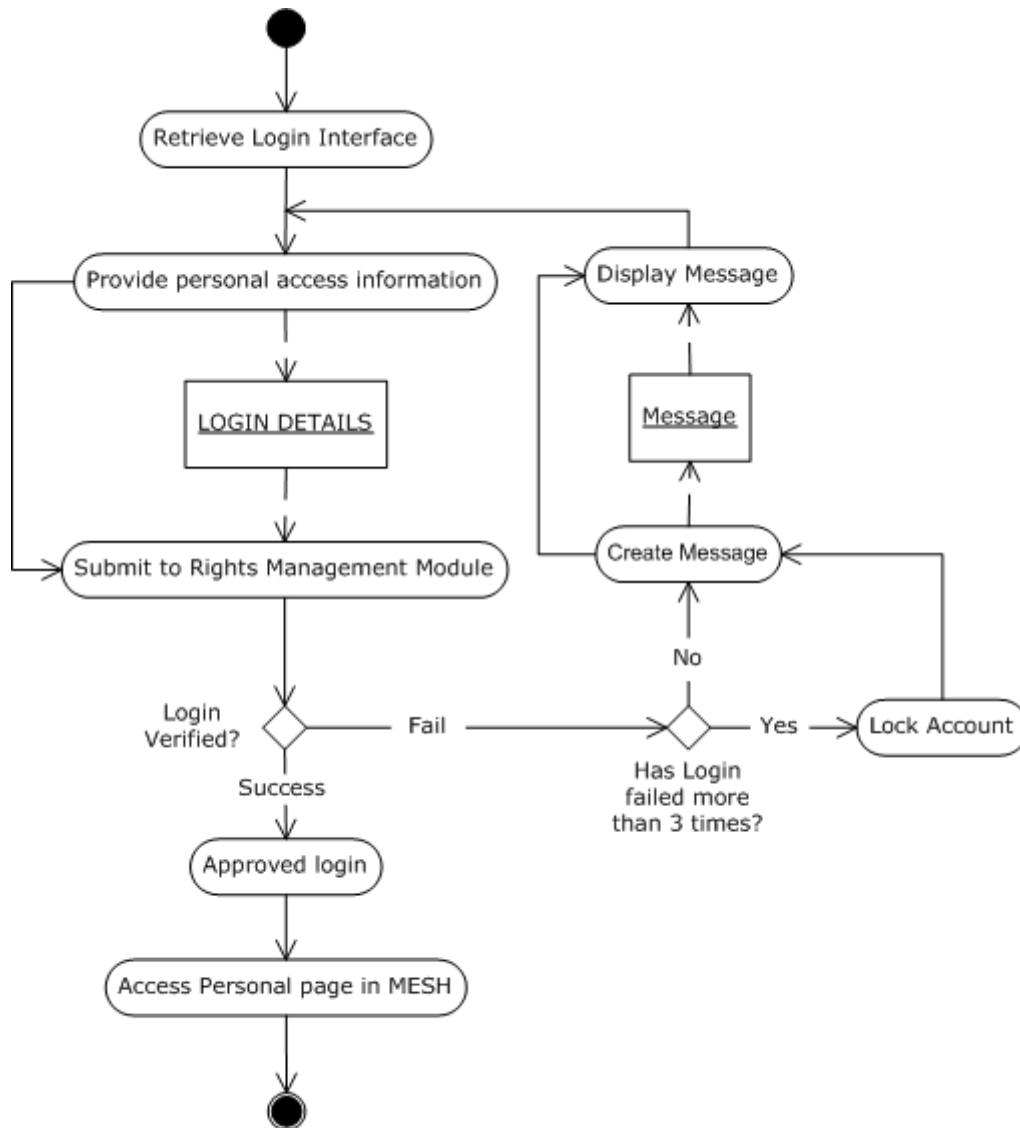 Retrieve Login Interface
Provide personal access information
Display Message
LOGIN DETAILS
Message
Submit to Rights Management Module
Create Message
No
Login
Verified?
Fail
Yes
Lock Account
Has Login
failed more
than 3 times?
Success
Approved login
Access Personal page in MESH